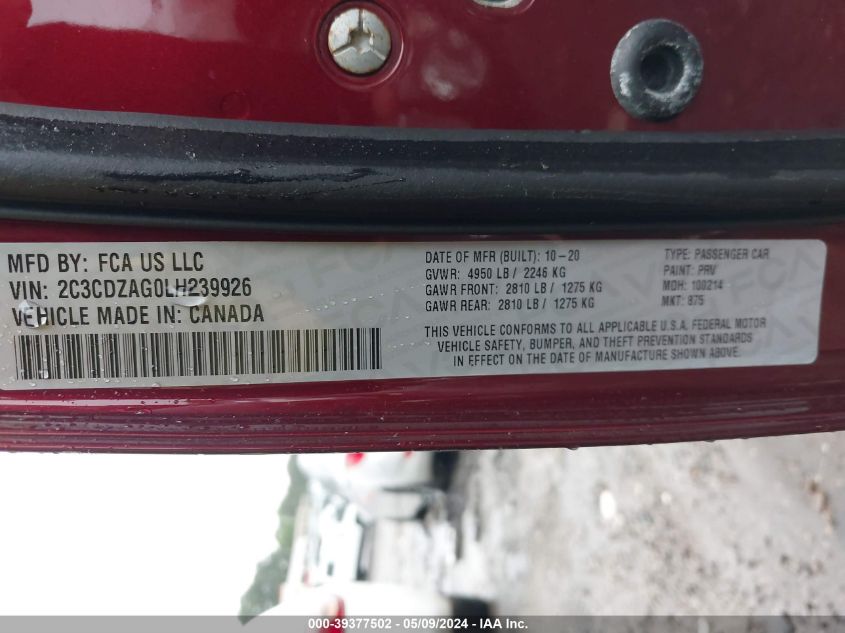 MFD BY: FCA US LLC
VIN: 2C3CDZAG0LH239926
VEHICLE MADE IN: CANADA
DATE OF MFR (BUILT): 10-20
GVWR: 4950 LB / 2246 KG
GAWR FRONT: 2810 LB / 1275 KG
GAWR REAR: 2810 LB / 1275 KG
TYPE: PASSENGER CAR
PAINT: PRV
MDH: 100214
MKT: 875
THIS VEHICLE CONFORMS TO ALL APPLICABLE U.S.A. FEDERAL MOTOR
VEHICLE SAFETY, BUMPER, AND THEFT PREVENTION STANDARDS
IN EFFECT ON THE DATE OF MANUFACTURE SHOWN ABOVE.
000-39377502 - 05/09/2024 - IAA Inc.